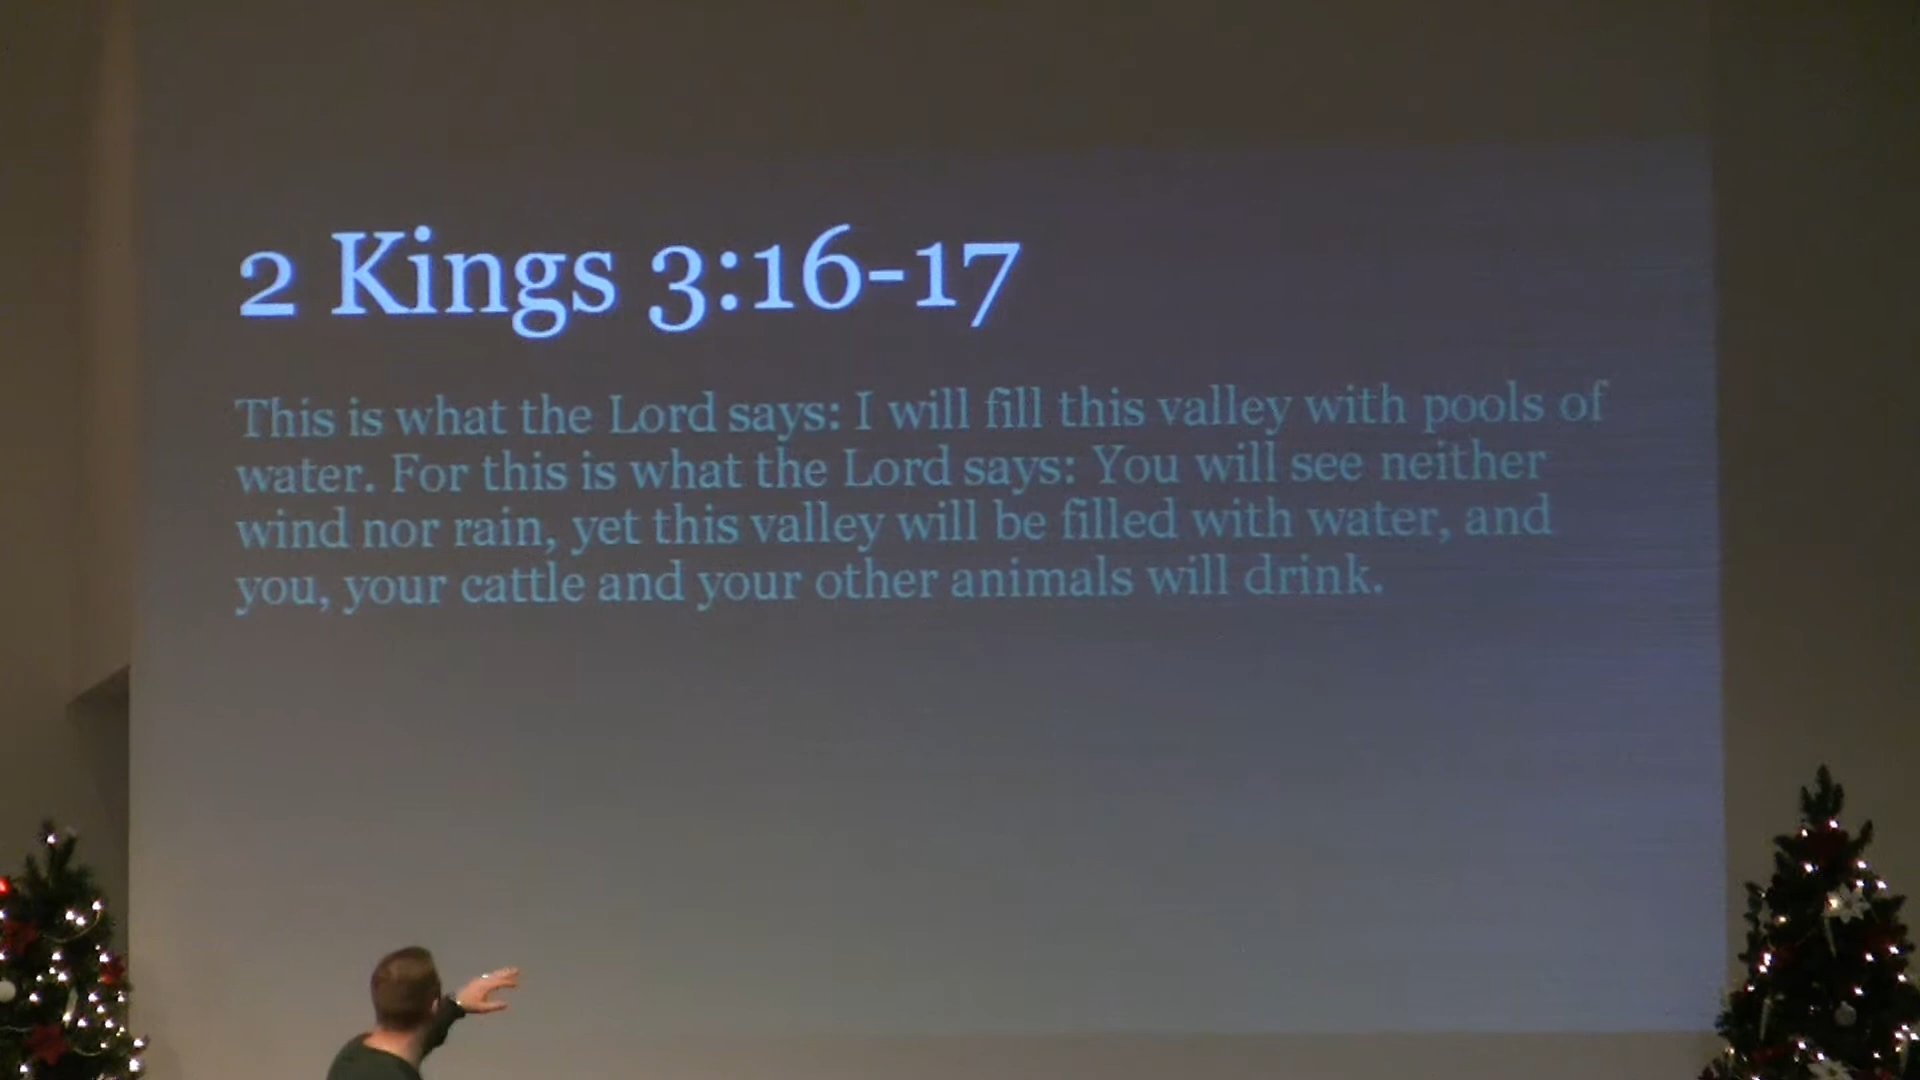 2 Kings 3:16-17
This is what the Lord says: I will fill this valley with pools of
water. For this is what the Lord says: You will see neither
wind nor rain, yet this valley will be filled with water, and
you, your cattle and your other animals will drink.